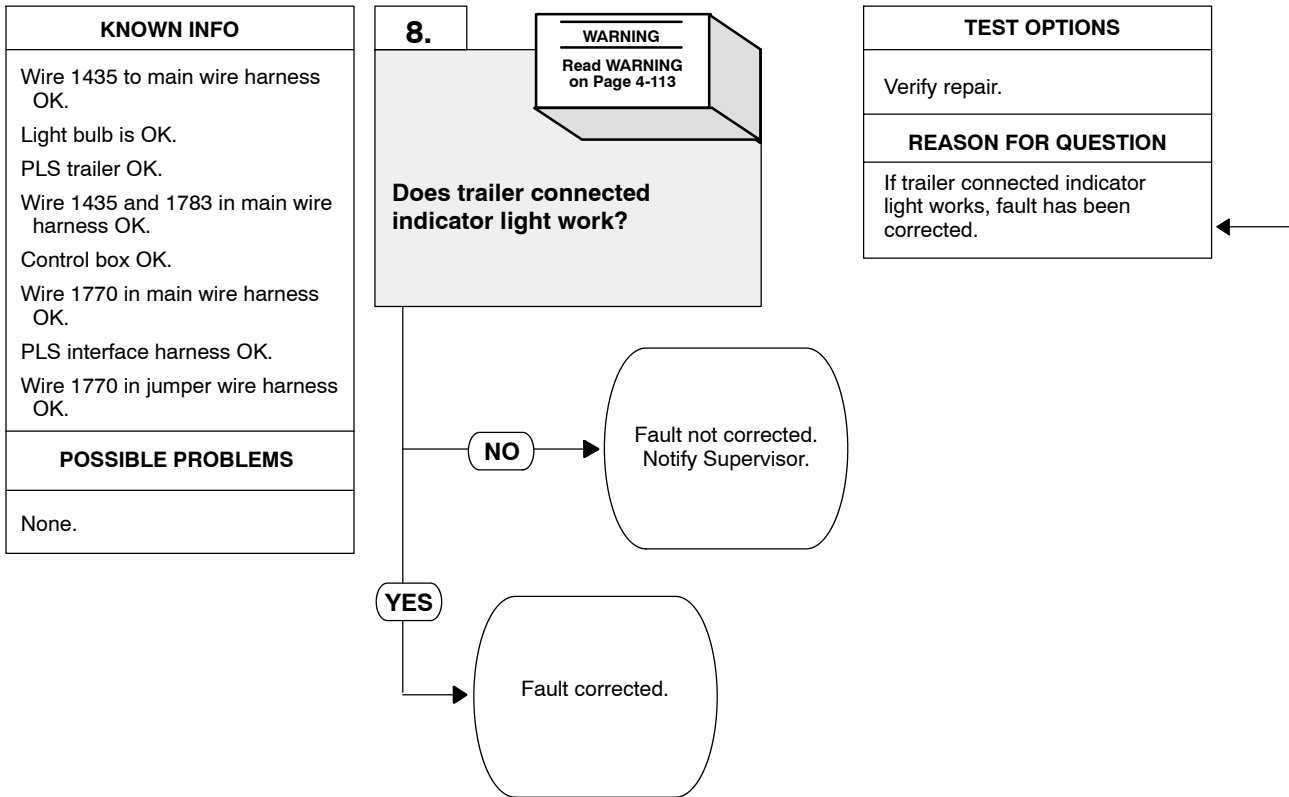 KNOWN INFO
Wire 1435 to main wire harness
OK.
Light bulb is OK.
PLS trailer OK.
Wire 1435 and 1783 in main wire
harness OK.
Control box OK.
Wire 1770 in main wire harness
OK.
PLS interface harness OK.
Wire 1770 in jumper wire harness
OK.
POSSIBLE PROBLEMS
None.
8.
WARNING
Read WARNING
on Page 4-113
Does trailer connected
indicator light work?
TEST OPTIONS
Verify repair.
REASON FOR QUESTION
If trailer connected indicator
light works, fault has been
corrected.
NO
Fault not corrected.
Notify Supervisor.
YES
Fault corrected.